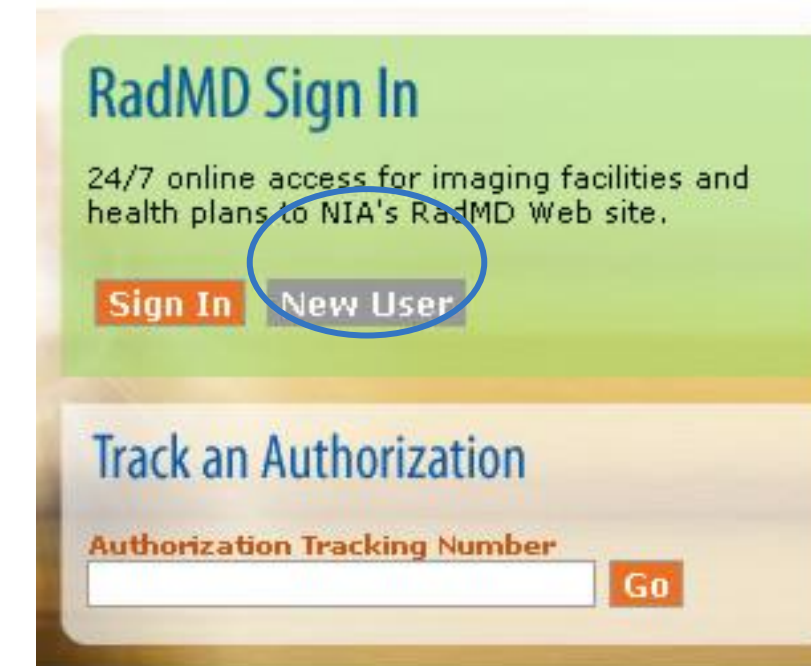 RadMD Sign In
24/7 online access for imaging facilities and
health plans to NIA's RadMD Web site.
Sign In New User
Track an Authorization
Authorization Tracking Number
Go